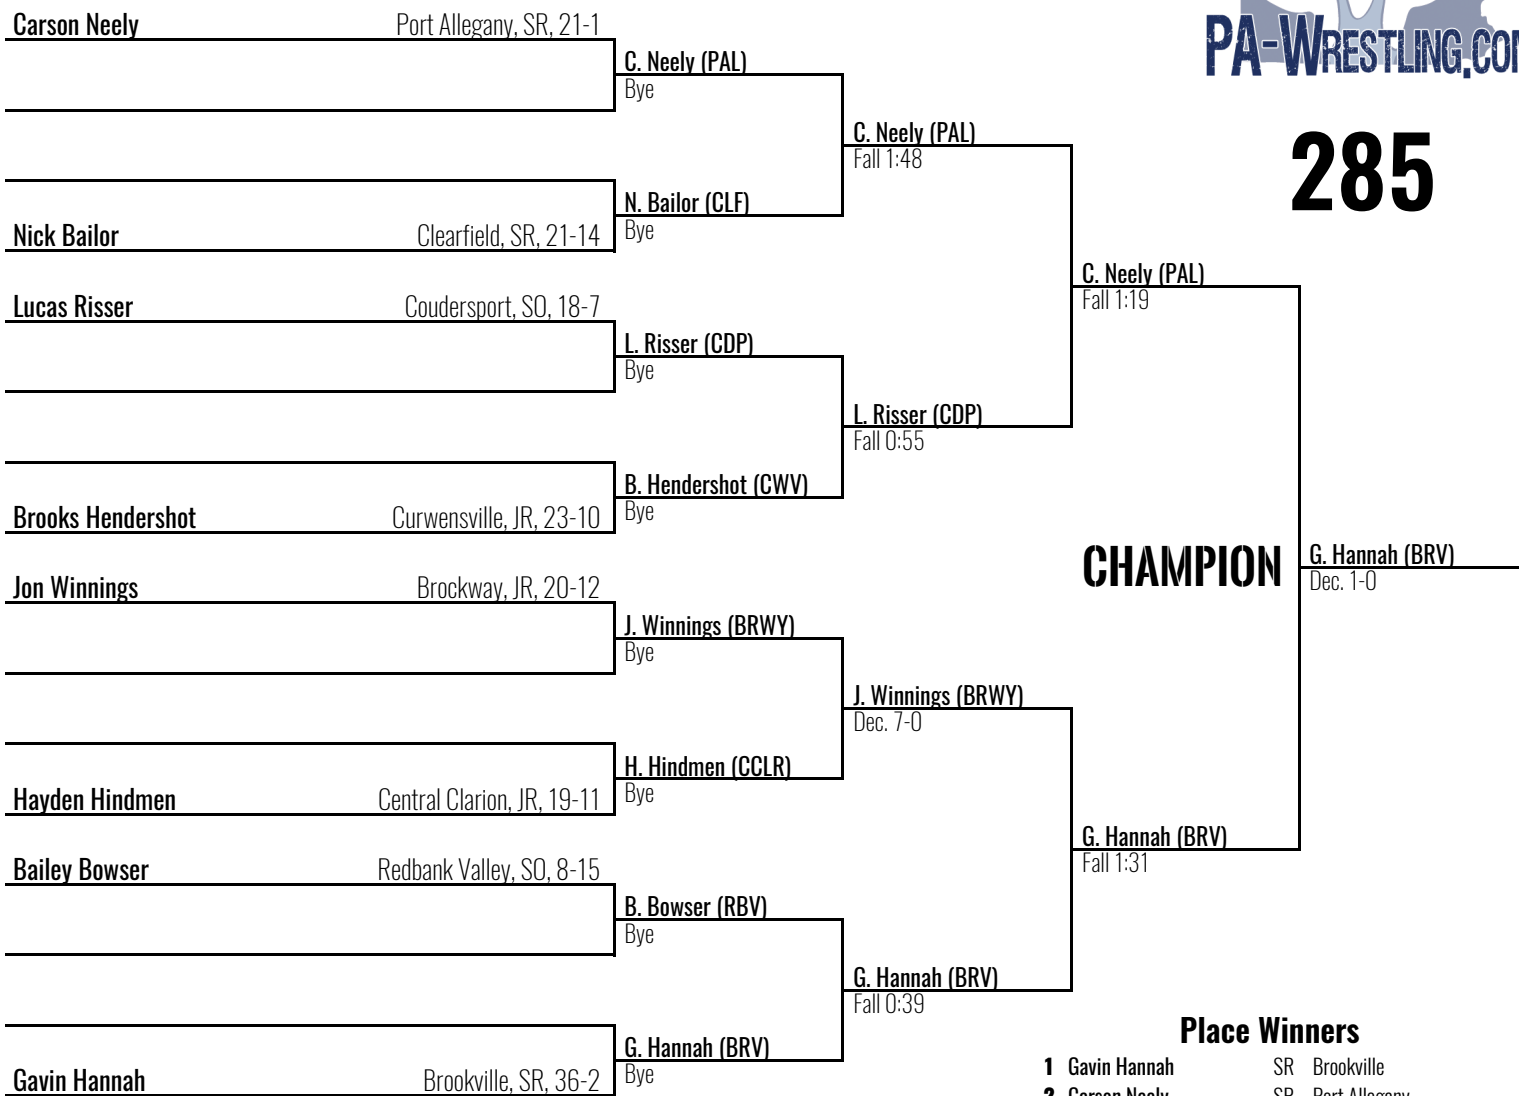 Carson Neely Port Allegany, SR, 21-1
C. Neely (PAL)
Bye
Nick Bailor Clearfield, SR, 21-14
N. Bailor (CLF)
Bye
C. Neely (PAL)
Fall 1:48
Lucas Risser Coudersport, SO, 18-7
L. Risser (CDP)
Bye
Brooks Hendershot Curwensville, JR, 23-10
B. Hendershot (CWV)
Bye
L. Risser (CDP)
Fall 0:55
C. Neely (PAL)
Fall 1:19
Jon Winnings Brockway, JR, 20-12
J. Winnings (BRWY)
Bye
Hayden Hindmen Central Clarion, JR, 19-11
H. Hindmen (CCLR)
Bye
J. Winnings (BRWY)
Dec. 7-0
Bailey Bowser Redbank Valley, SO, 8-15
B. Bowser (RBV)
Bye
Gavin Hannah Brookville, SR, 36-2
G. Hannah (BRV)
Bye
G. Hannah (BRV)
Fall 0:39
G. Hannah (BRV)
Fall 1:31
CHAMPION
G. Hannah (BRV)
Dec. 1-0
PA-WRESTLING.COM
285
Place Winners
1 Gavin Hannah SR Brookville
2 Carson Neely SR Port Allegany